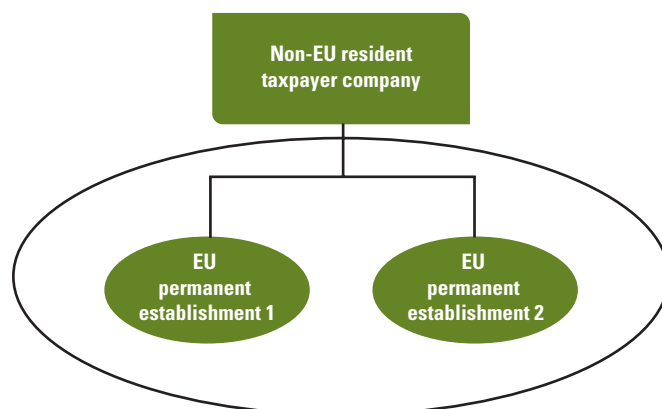 Non-EU resident
taxpayer company
EU
permanent
establishment 1
EU
permanent
establishment 2